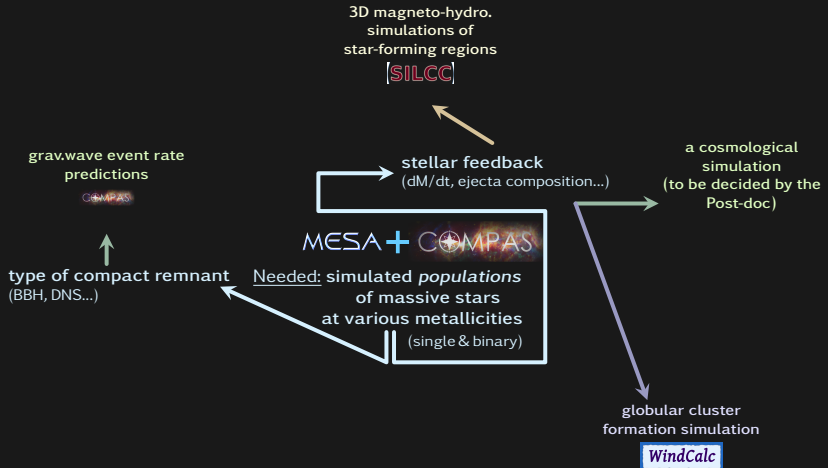 3D magneto-hydro.
simulations of
star-forming regions
[SILCC]
grav.wave event rate
predictions
COMPAS
stellar feedback
(dM/dt, ejecta composition...)
a cosmological
simulation
(to be decided by the
Post-doc)
MESA + COMPAS
type of compact remnant
(BBH, DNS...)
Needed: simulated populations
of massive stars
at various metallicities
(single & binary)
globular cluster
formation simulation
WindCalc